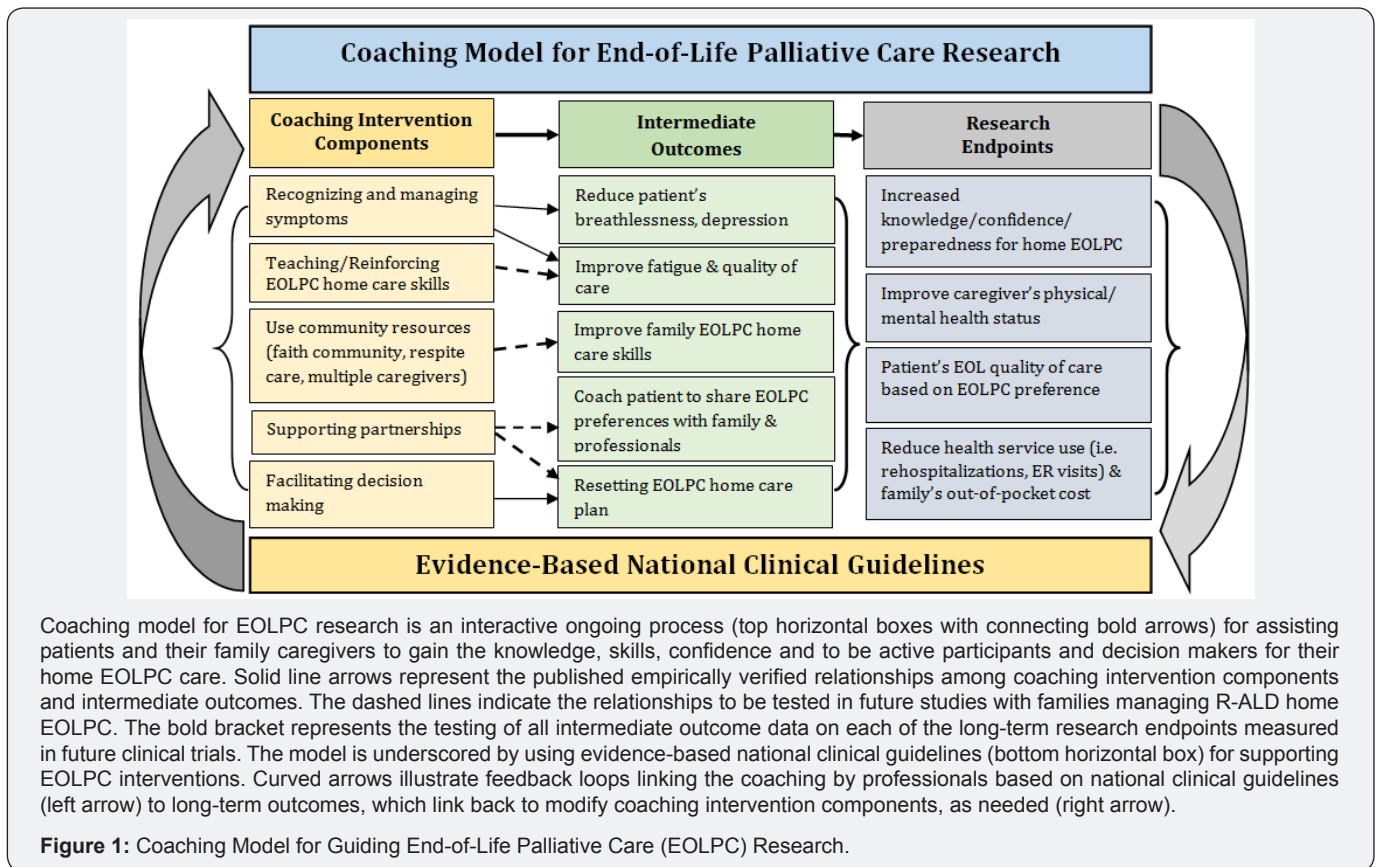 Coaching Model for End-of-Life Palliative Care Research
Coaching Intervention
Components
Intermediate
Outcomes
Research
Endpoints
Recognizing and managing
symptoms
Teaching/Reinforcing
EOLPC home care skills
Use community resources
(faith community, respite
care, multiple caregivers)
Supporting partnerships
Facilitating decision
making
Reduce patient's
breathlessness, depression
Improve fatigue & quality of
care
Improve family EOLPC home
care skills
Coach patient to share EOLPC
preferences with family &
professionals
Resetting EOLPC home care
plan
Increased
knowledge/confidence/
preparedness for home EOLPC
Improve caregiver's physical/
mental health status
Patient's EOL quality of care
based on EOLPC preference
Reduce health service use (i.e.
rehospitalizations, ER visits) &
family's out-of-pocket cost
Evidence-Based National Clinical Guidelines
Coaching model for EOLPC research is an interactive ongoing process (top horizontal boxes with connecting bold arrows) for assisting
patients and their family caregivers to gain the knowledge, skills, confidence and to be active participants and decision makers for their
home EOLPC care. Solid line arrows represent the published empirically verified relationships among coaching intervention components
and intermediate outcomes. The dashed lines indicate the relationships to be tested in future studies with families managing R-ALD home
EOLPC. The bold bracket represents the testing of all intermediate outcome data on each of the long-term research endpoints measured
in future clinical trials. The model is underscored by using evidence-based national clinical guidelines (bottom horizontal box) for supporting
EOLPC interventions. Curved arrows illustrate feedback loops linking the coaching by professionals based on national clinical guidelines
(left arrow) to long-term outcomes, which link back to modify coaching intervention components, as needed (right arrow).
Figure 1: Coaching Model for Guiding End-of-Life Palliative Care (EOLPC) Research.